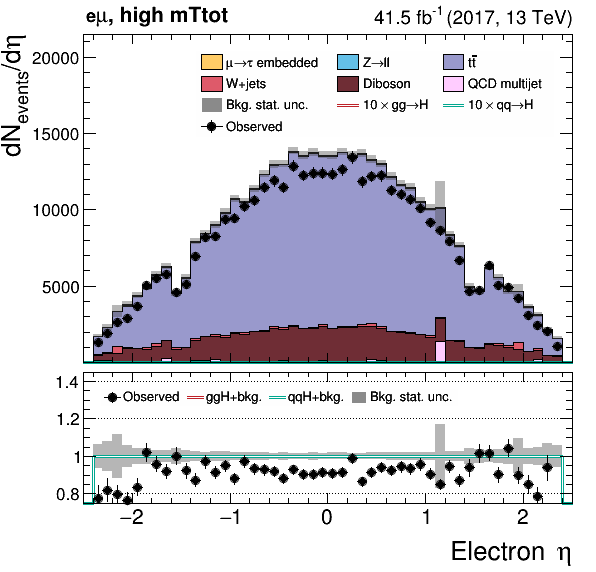 eμ, high mTtot 41.5 fb⁻¹ (2017, 13 TeV)
dN_events/dη
20000
15000
10000
5000
μ→τ embedded Z→ll tt̄
W+jets Diboson QCD multijet
Bkg. stat. unc. 10 × gg→H 10 × qq→H
Observed
1.4
1.2
1
0.8
Observed ggH+bkg. qqH+bkg. Bkg. stat. unc.
−2 −1 0 1 2
Electron η